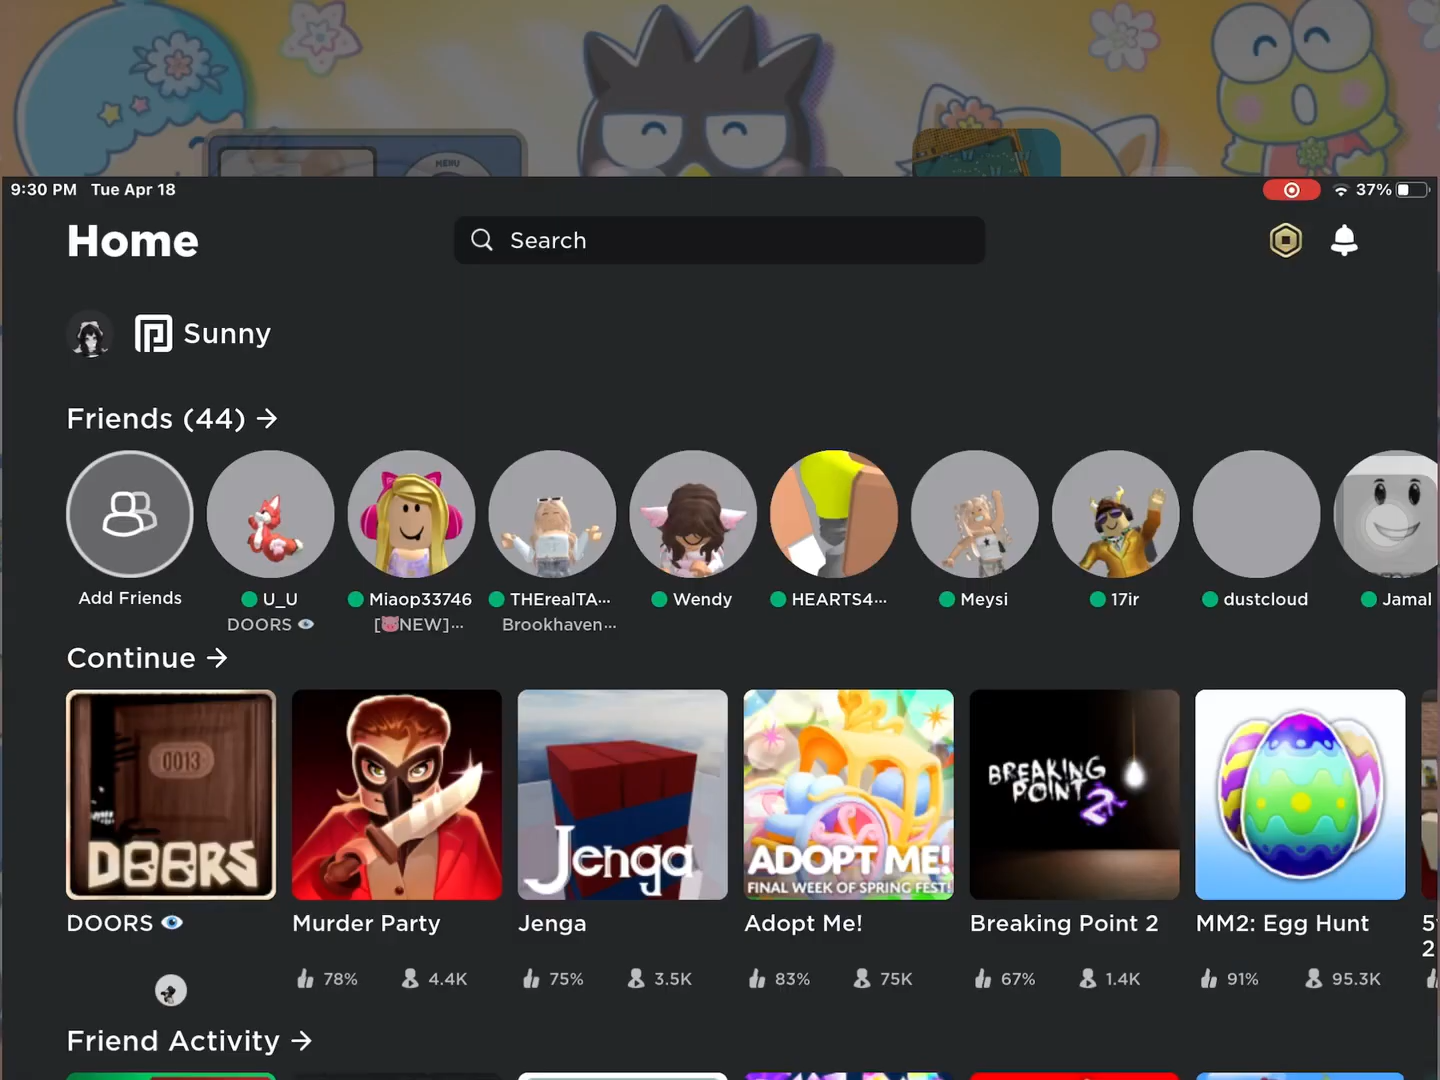 MENU
9:30 PM Tue Apr 18
37%
Home
Search
Sunny
Friends (44) →
Add Friends
U_U
DOORS 👁
Miaop33746
[🐷NEW]...
THErealTA...
Brookhaven...
Wendy
HEARTS4...
Meysi
17ir
dustcloud
Jamal
Continue →
0013
DOORS
Jenga
ADOPT ME!
FINAL WEEK OF SPRING FEST!
BREAKING
POINT 2
DOORS 👁
Murder Party
78% 4.4K
Jenga
75% 3.5K
Adopt Me!
83% 75K
Breaking Point 2
67% 1.4K
MM2: Egg Hunt
91% 95.3K
5
2
Friend Activity →